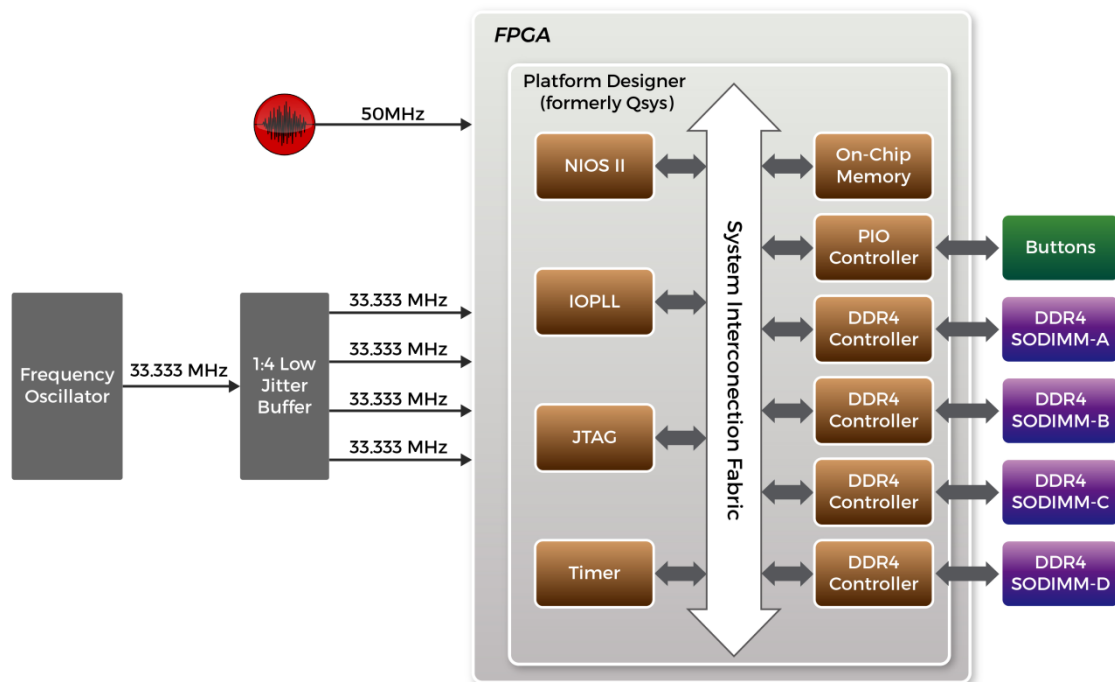 FPGA
Platform Designer
(formerly Qsys)
50MHz
NIOS II
On-Chip
Memory
PIO
Controller
Buttons
System Interconection Fabric
IOPLL
DDR4
Controller
DDR4
SODIMM-A
33.333 MHz
33.333 MHz
33.333 MHz
33.333 MHz
33.333 MHz
Frequency
Oscillator
1:4 Low
Jitter
Buffer
DDR4
Controller
DDR4
SODIMM-B
JTAG
DDR4
Controller
DDR4
SODIMM-C
Timer
DDR4
Controller
DDR4
SODIMM-D